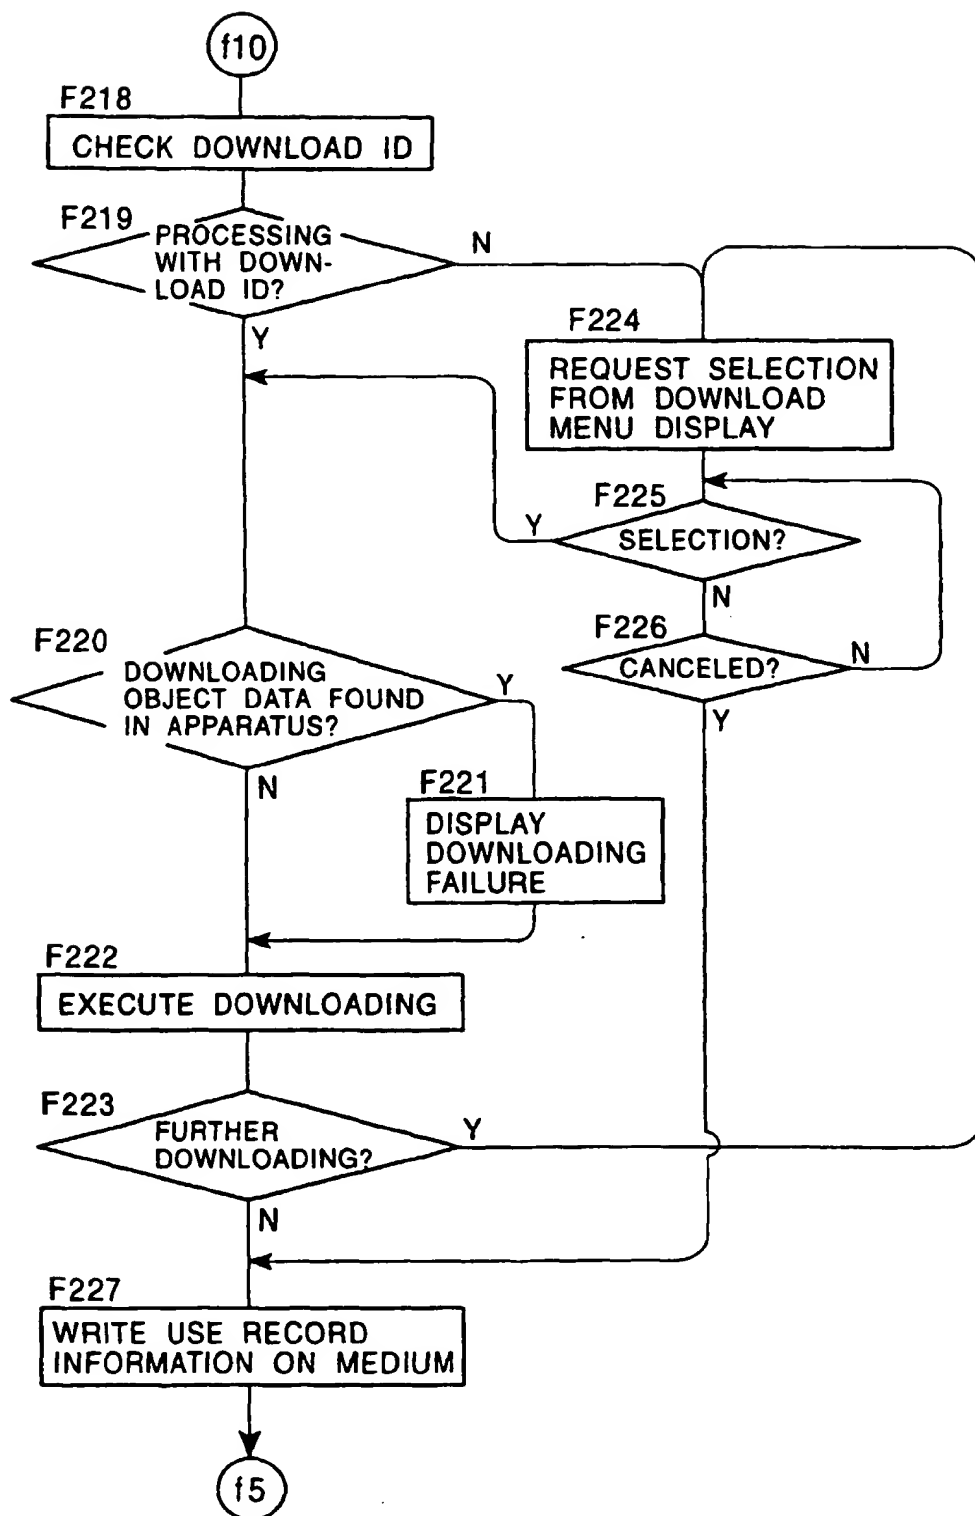 f10
F218
CHECK DOWNLOAD ID
F219
PROCESSING
WITH DOWN-
LOAD ID?
N
Y
F224
REQUEST SELECTION
FROM DOWNLOAD
MENU DISPLAY
F225
SELECTION?
Y
N
F226
CANCELED?
N
Y
F220
DOWNLOADING
OBJECT DATA FOUND
IN APPARATUS?
Y
N
F221
DISPLAY
DOWNLOADING
FAILURE
F222
EXECUTE DOWNLOADING
F223
FURTHER
DOWNLOADING?
Y
N
F227
WRITE USE RECORD
INFORMATION ON MEDIUM
f5